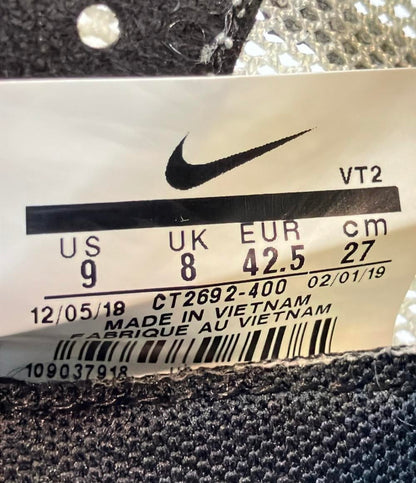 VT2
US UK EUR cm
9 8 42.5 27
12/05/18 CT2692-400 02/01/19
MADE IN VIETNAM
FABRIQUE AU VIETNAM
109037918